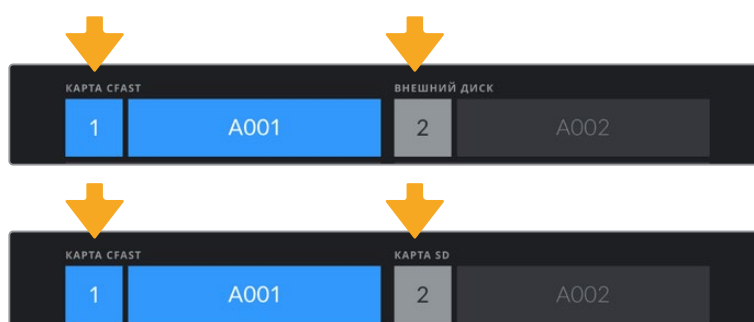 КАРТА CFAST ВНЕШНИЙ ДИСК
1 A001 2 A002
КАРТА CFAST КАРТА SD
1 A001 2 A002